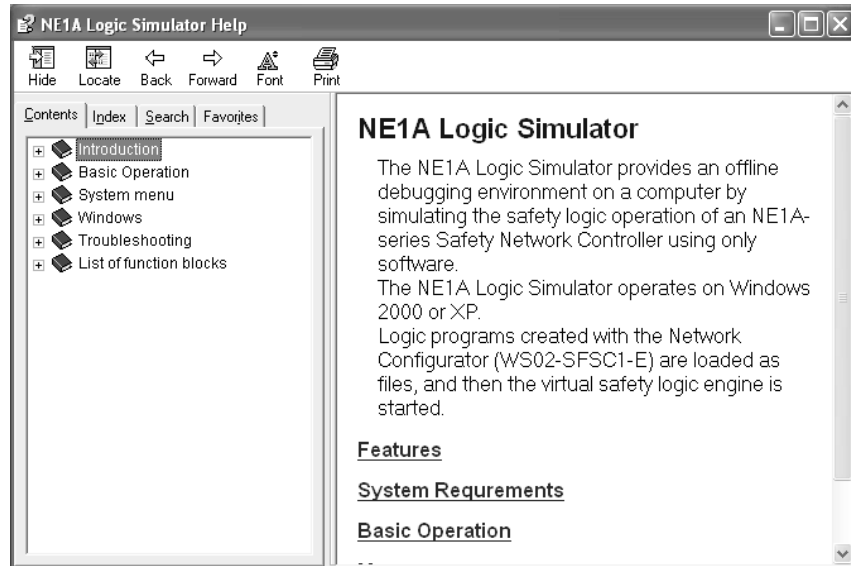 NE1A Logic Simulator Help
Hide Locate Back Forward Font Print
Contents Index Search Favorites
Introduction
Basic Operation
System menu
Windows
Troubleshooting
List of function blocks
NE1A Logic Simulator
The NE1A Logic Simulator provides an offline
debugging environment on a computer by
simulating the safety logic operation of an NE1A-
series Safety Network Controller using only
software.
The NE1A Logic Simulator operates on Windows
2000 or XP.
Logic programs created with the Network
Configurator (WS02-SFSC1-E) are loaded as
files, and then the virtual safety logic engine is
started.
Features
System Requrements
Basic Operation